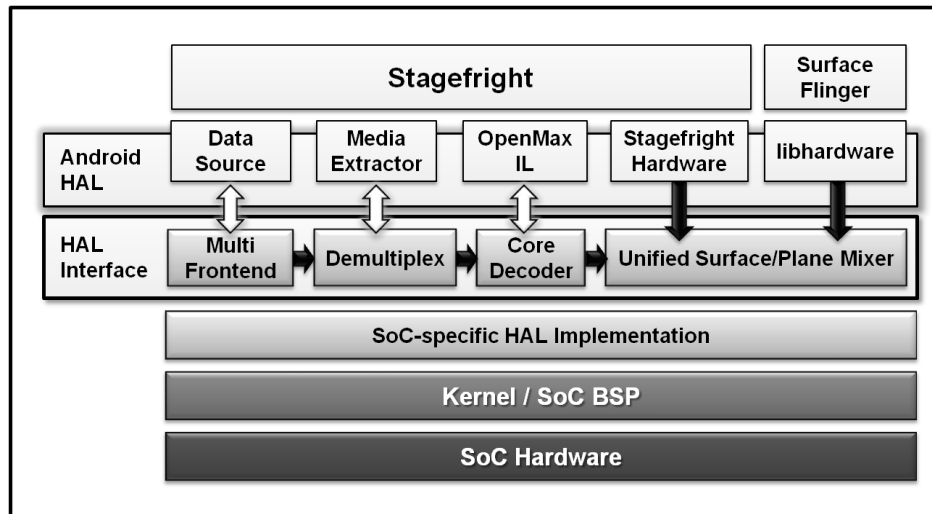 Stagefright
Surface
Flinger
Android
HAL
Data
Source
Media
Extractor
OpenMax
IL
Stagefright
Hardware
libhardware
HAL
Interface
Multi
Frontend
Demultiplex
Core
Decoder
Unified Surface/Plane Mixer
SoC-specific HAL Implementation
Kernel / SoC BSP
SoC Hardware